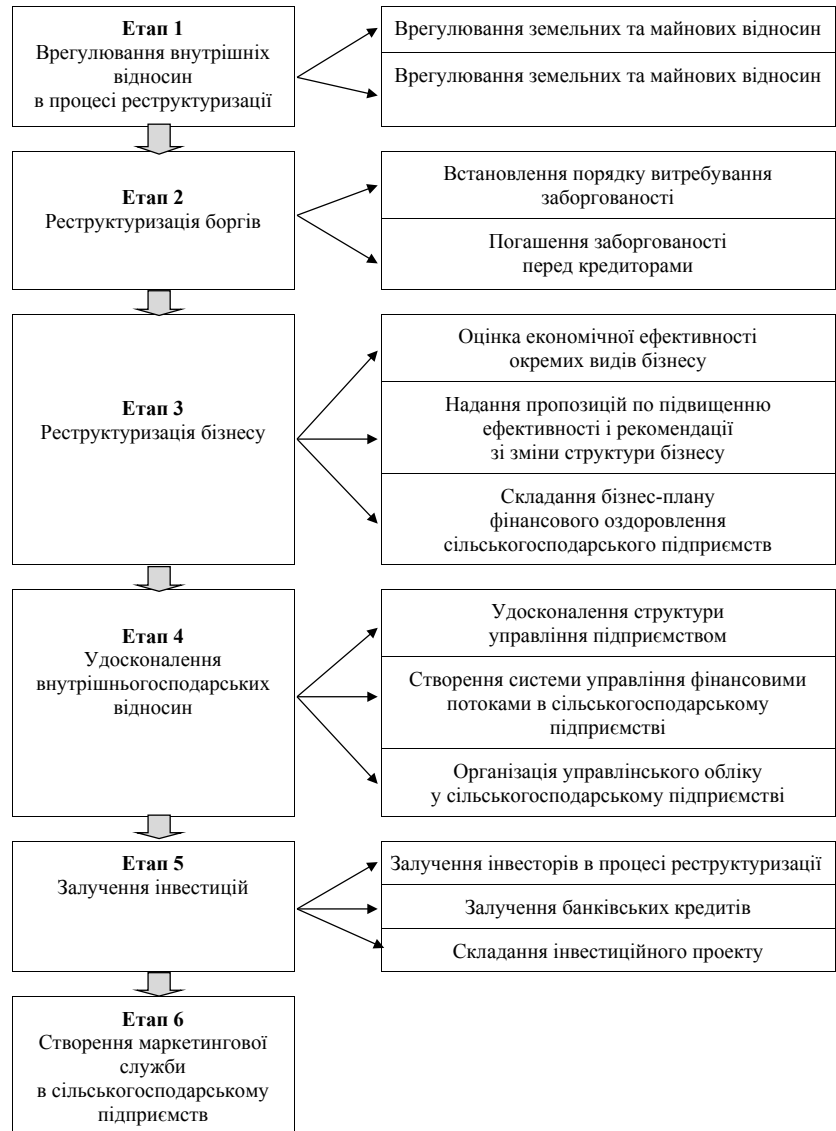 Етап 1
Врегулювання внутрішніх
відносин
в процесі реструктуризації
Врегулювання земельних та майнових відносин
Врегулювання земельних та майнових відносин
Етап 2
Реструктуризація боргів
Встановлення порядку витребування
заборгованості
Погашення заборгованості
перед кредиторами
Етап 3
Реструктуризація бізнесу
Оцінка економічної ефективності
окремих видів бізнесу
Надання пропозицій по підвищенню
ефективності і рекомендації
зі зміни структури бізнесу
Складання бізнес-плану
фінансового оздоровлення
сільськогосподарського підприємств
Етап 4
Удосконалення
внутрішньогосподарських
відносин
Удосконалення структури
управління підприємством
Створення системи управління фінансовими
потоками в сільськогосподарському
підприємстві
Організація управлінського обліку
у сільськогосподарському підприємстві
Етап 5
Залучення інвестицій
Залучення інвесторів в процесі реструктуризації
Залучення банківських кредитів
Складання інвестиційного проекту
Етап 6
Створення маркетингової
служби
в сільськогосподарському
підприємств